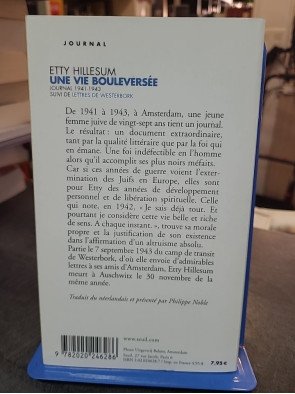 JOURNAL
ETTY HILLESUM
UNE VIE BOULEVERSÉE
JOURNAL 1941-1943
SUIVI DE LETTRES DE WESTERBORK
De 1941 à 1943, à Amsterdam, une jeune
femme juive de vingt-sept ans tient un journal.
Le résultat : un document extraordinaire,
tant par la qualité littéraire que par la foi qui
en émane. Une foi indéfectible en l'homme
alors qu'il accomplit ses plus noirs méfaits.
Car si ces années de guerre voient l'exter-
mination des Juifs en Europe, elles sont
pour Etty des années de développement
personnel et de libération spirituelle. Celle
qui note, en 1942, « Je sais déjà tout. Et
pourtant je considère cette vie belle et riche
de sens. A chaque instant. », trouve sa morale
propre et la justification de son existence
dans l'affirmation d'un altruisme absolu.
Partie le 7 septembre 1943 du camp de transit
de Westerbork, d'où elle envoie d'admirables
lettres à ses amis d'Amsterdam, Etty Hillesum
meurt à Auschwitz le 30 novembre de la
même année.
Traduit du néerlandais et présenté par Philippe Noble
www.seuil.com
9 782020 246286
Seuil, 27 rue Jacob, Paris 6
7,95 €